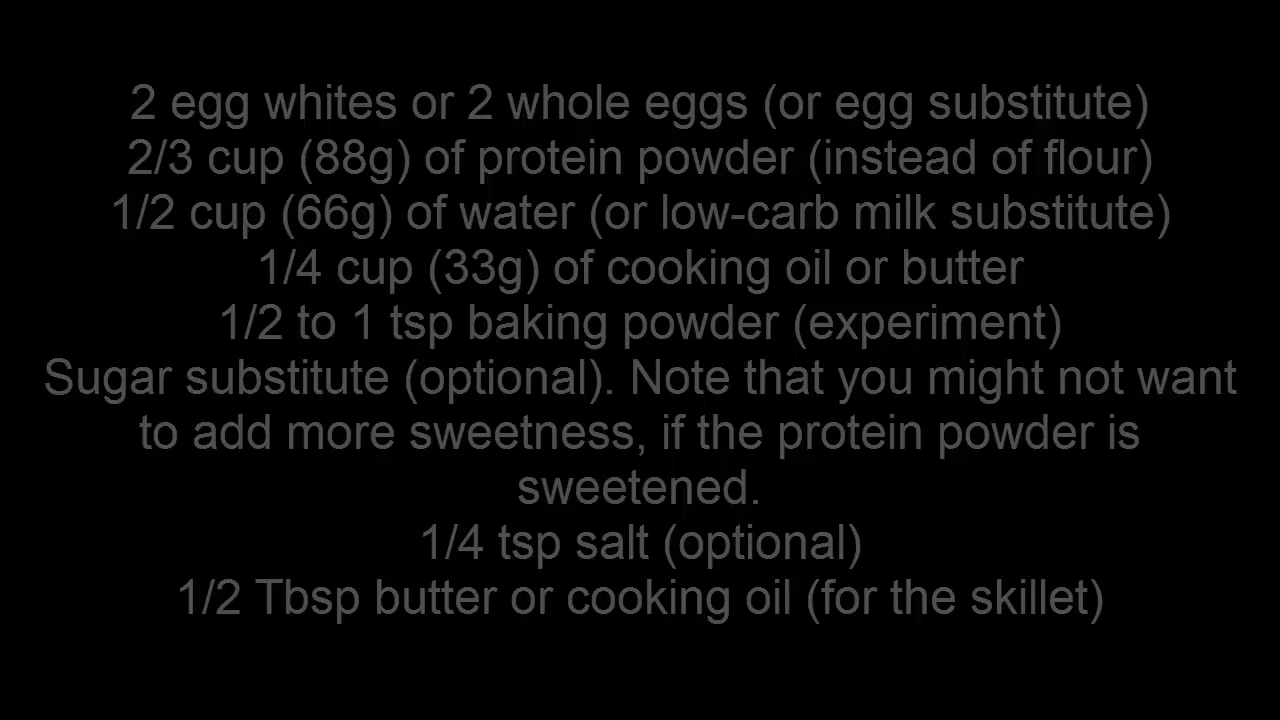 2 egg whites or 2 whole eggs (or egg substitute)
2/3 cup (88g) of protein powder (instead of flour)
1/2 cup (66g) of water (or low-carb milk substitute)
1/4 cup (33g) of cooking oil or butter
1/2 to 1 tsp baking powder (experiment)
Sugar substitute (optional). Note that you might not want
to add more sweetness, if the protein powder is
sweetened.
1/4 tsp salt (optional)
1/2 Tbsp butter or cooking oil (for the skillet)